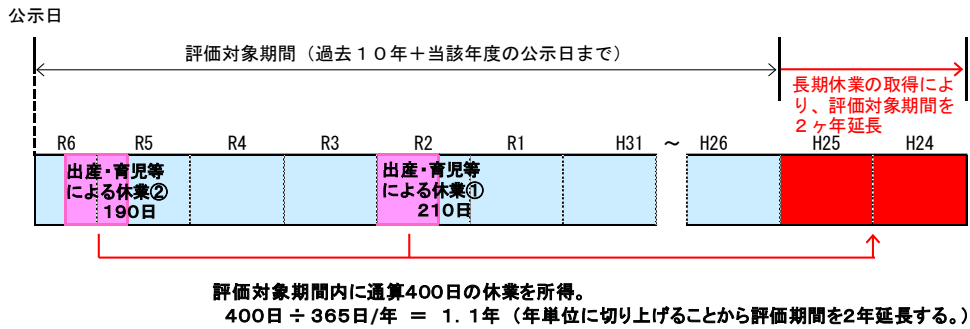 公示日
評価対象期間（過去１０年＋当該年度の公示日まで）
長期休業の取得によ
り、評価対象期間を
２ヶ年延長
R6 R5 R4 R3 R2 R1 H31 ～ H26 H25 H24
出産・育児等
による休業②
190日
出産・育児等
による休業①
210日
評価対象期間内に通算400日の休業を所得。
400日 ÷ 365日/年 ＝ 1．1年 （年単位に切り上げることから評価期間を2年延長する。）